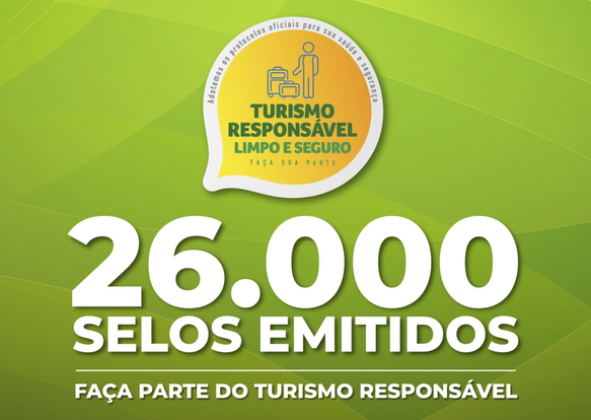 Adotamos os protocolos oficiais para sua saúde e segurança
TURISMO
RESPONSÁVEL
LIMPO E SEGURO
FAÇA SUA PARTE
26.000
SELOS EMITIDOS
FAÇA PARTE DO TURISMO RESPONSÁVEL